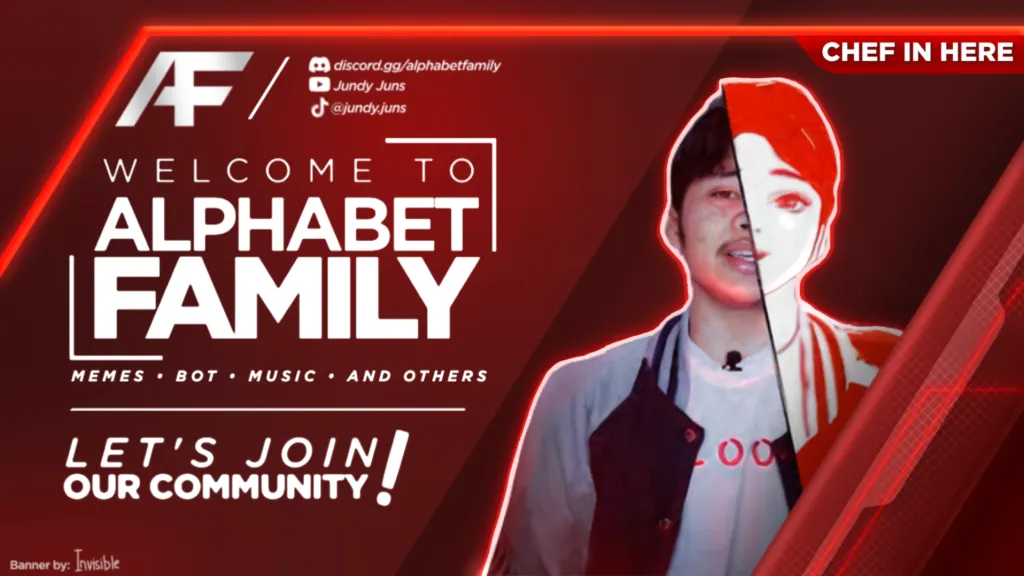 CHEF IN HERE
AF
discord.gg/alphabetfamily
Jundy Juns
@jundy.juns
WELCOME TO
ALPHABET
FAMILY
MEMES • BOT • MUSIC • AND OTHERS
LET'S JOIN
OUR COMMUNITY!
LOO
Banner by: Invisible